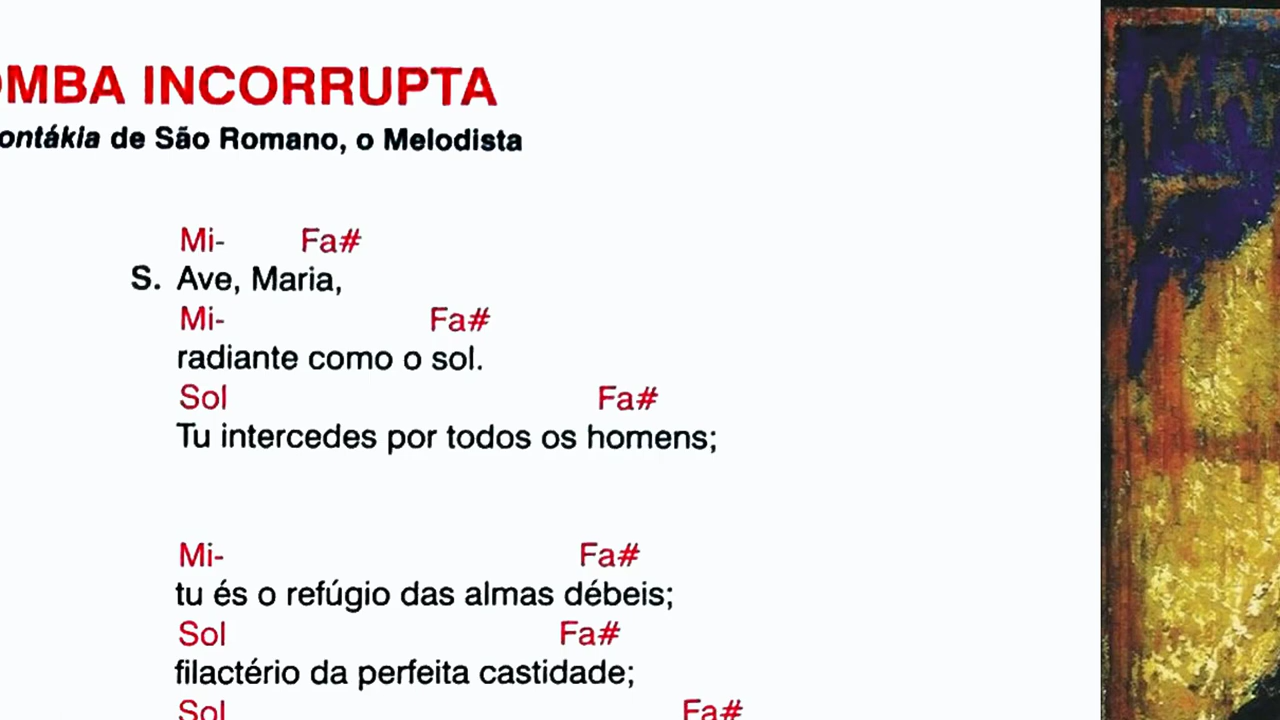 OMBA INCORRUPTA
ontákia de São Romano, o Melodista
Mi- Fa#
S. Ave, Maria,
Mi- Fa#
radiante como o sol.
Sol Fa#
Tu intercedes por todos os homens;
Mi- Fa#
tu és o refúgio das almas débeis;
Sol Fa#
filactério da perfeita castidade;
Sol Fa#